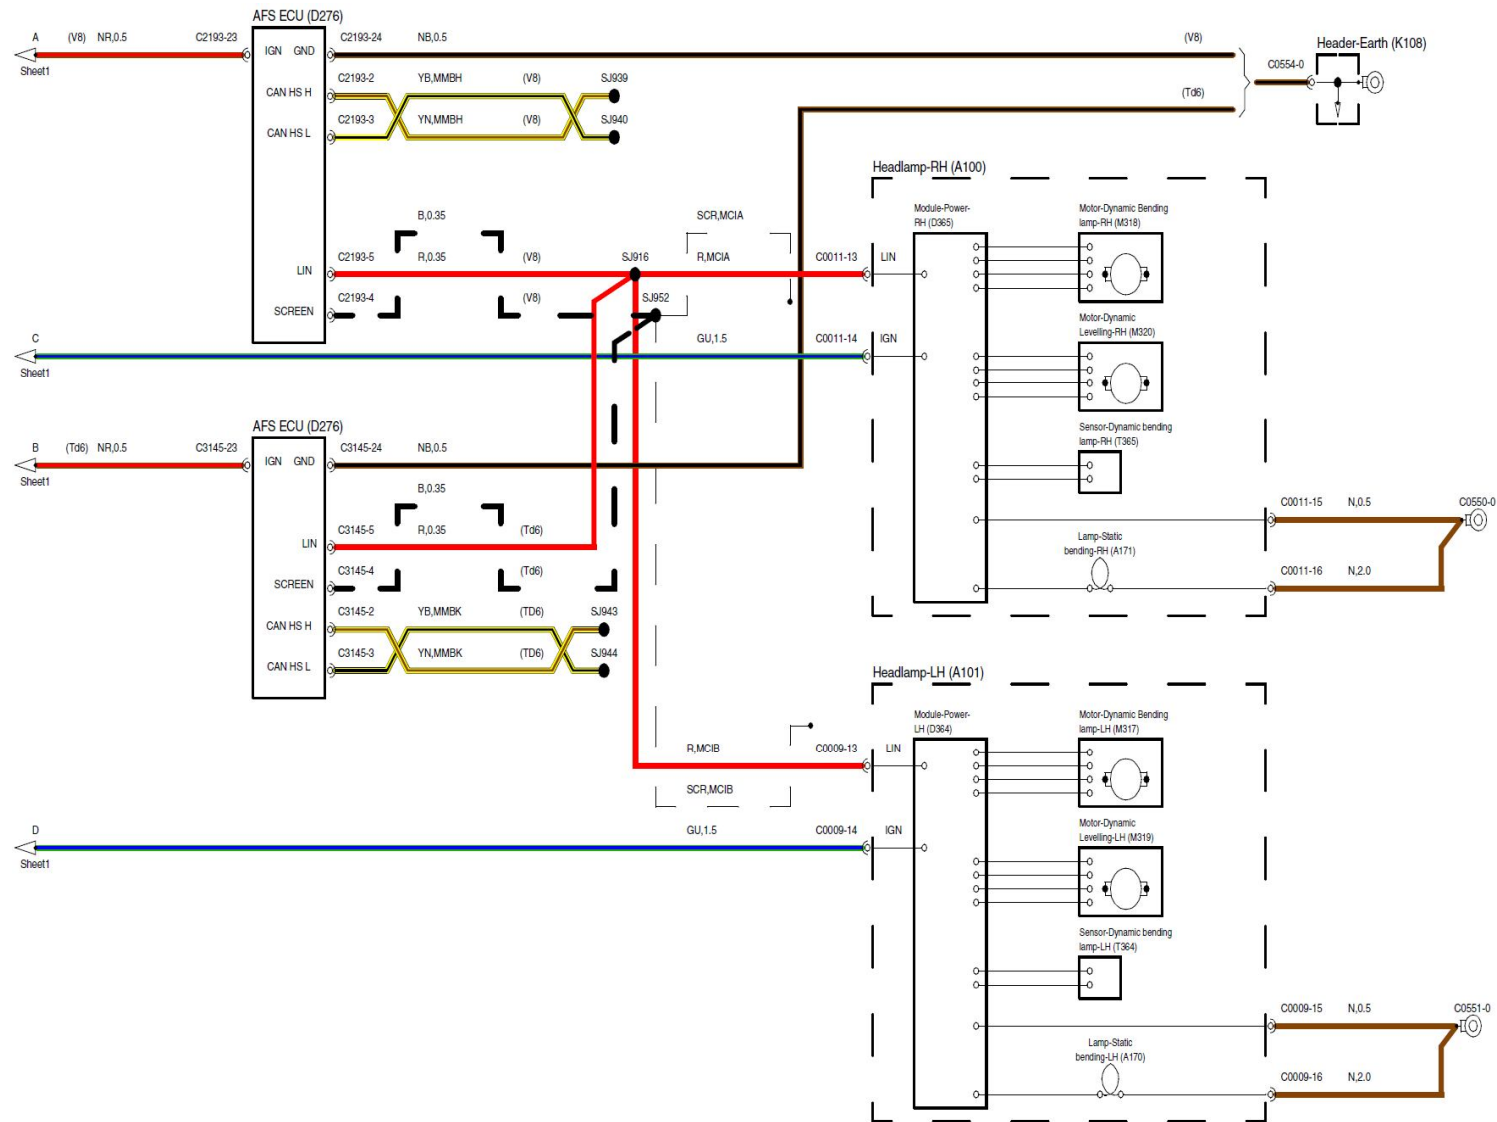 AFS ECU (D276)
A (V8) NR,0.5 C2193-23
Sheet1
IGN GND
C2193-24 NB,0.5 (V8)
Header-Earth (K108)
C0554-0
CAN HS H
C2193-2 YB,MMBH (V8) SJ939
CAN HS L
C2193-3 YN,MMBH (V8) SJ940
(Td6)
B,0.35
SCR,MCIA
LIN
C2193-5 R,0.35 (V8) SJ916 R,MCIA C0011-13 LIN
SCREEN
C2193-4 (V8) SJ952
C
Sheet1
GU,1.5 C0011-14 IGN
Headlamp-RH (A100)
Module-Power-
RH (D365)
Motor-Dynamic Bending
lamp-RH (M318)
Motor-Dynamic
Levelling-RH (M320)
Sensor-Dynamic bending
lamp-RH (T365)
Lamp-Static
bending-RH (A171)
C0011-15 N,0.5 C0550-0
C0011-16 N,2.0
AFS ECU (D276)
B (Td6) NR,0.5 C3145-23
Sheet1
IGN GND
C3145-24 NB,0.5
B,0.35
LIN
C3145-5 R,0.35 (Td6)
SCREEN
C3145-4 (Td6)
CAN HS H
C3145-2 YB,MMBK (TD6) SJ943
CAN HS L
C3145-3 YN,MMBK (TD6) SJ944
Headlamp-LH (A101)
Module-Power-
LH (D364)
Motor-Dynamic Bending
lamp-LH (M317)
R,MCIB C0009-13 LIN
SCR,MCIB
D
Sheet1
GU,1.5 C0009-14 IGN
Motor-Dynamic
Levelling-LH (M319)
Sensor-Dynamic bending
lamp-LH (T364)
Lamp-Static
bending-LH (A170)
C0009-15 N,0.5 C0551-0
C0009-16 N,2.0